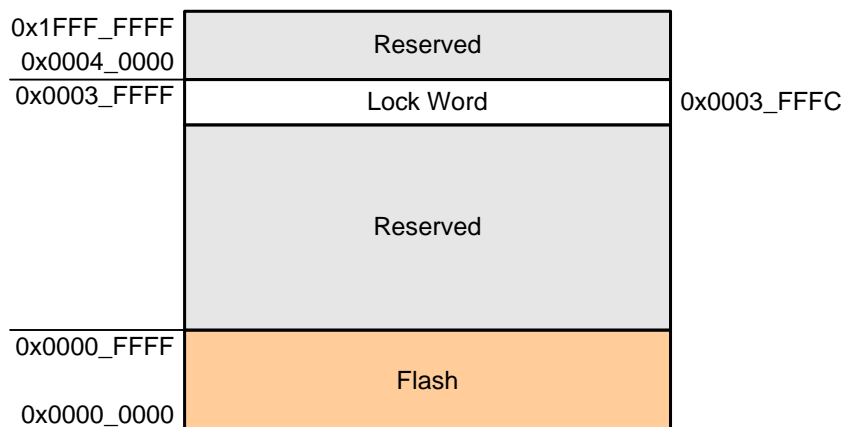 0x1FFF_FFFF
Reserved
0x0004_0000
0x0003_FFFF
Lock Word
0x0003_FFFC
Reserved
0x0000_FFFF
Flash
0x0000_0000